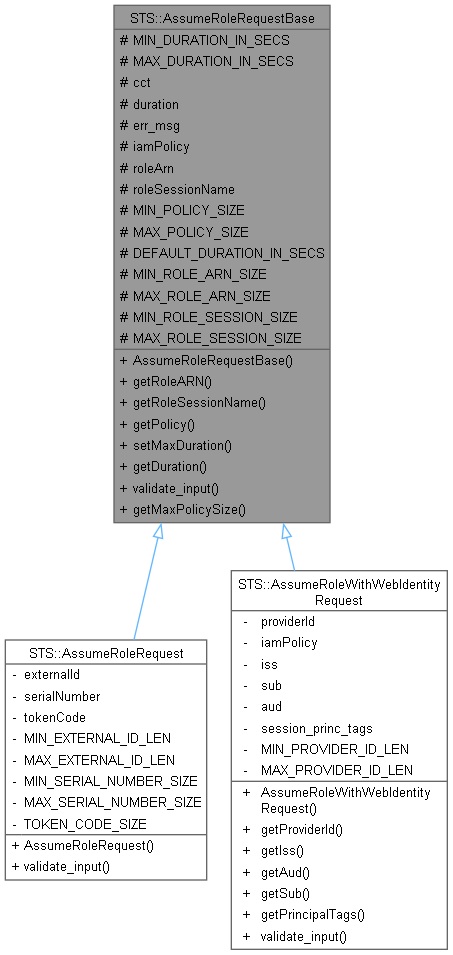 STS::AssumeRoleRequestBase
# MIN_DURATION_IN_SECS
# MAX_DURATION_IN_SECS
# cct
# duration
# err_msg
# iamPolicy
# roleArn
# roleSessionName
# MIN_POLICY_SIZE
# MAX_POLICY_SIZE
# DEFAULT_DURATION_IN_SECS
# MIN_ROLE_ARN_SIZE
# MAX_ROLE_ARN_SIZE
# MIN_ROLE_SESSION_SIZE
# MAX_ROLE_SESSION_SIZE
+ AssumeRoleRequestBase()
+ getRoleARN()
+ getRoleSessionName()
+ getPolicy()
+ setMaxDuration()
+ getDuration()
+ validate_input()
+ getMaxPolicySize()
STS::AssumeRoleRequest
- externalId
- serialNumber
- tokenCode
- MIN_EXTERNAL_ID_LEN
- MAX_EXTERNAL_ID_LEN
- MIN_SERIAL_NUMBER_SIZE
- MAX_SERIAL_NUMBER_SIZE
- TOKEN_CODE_SIZE
+ AssumeRoleRequest()
+ validate_input()
STS::AssumeRoleWithWebIdentity
Request
- providerId
- iamPolicy
- iss
- sub
- aud
- session_princ_tags
- MIN_PROVIDER_ID_LEN
- MAX_PROVIDER_ID_LEN
+ AssumeRoleWithWebIdentity
Request()
+ getProviderId()
+ getIss()
+ getAud()
+ getSub()
+ getPrincipalTags()
+ validate_input()